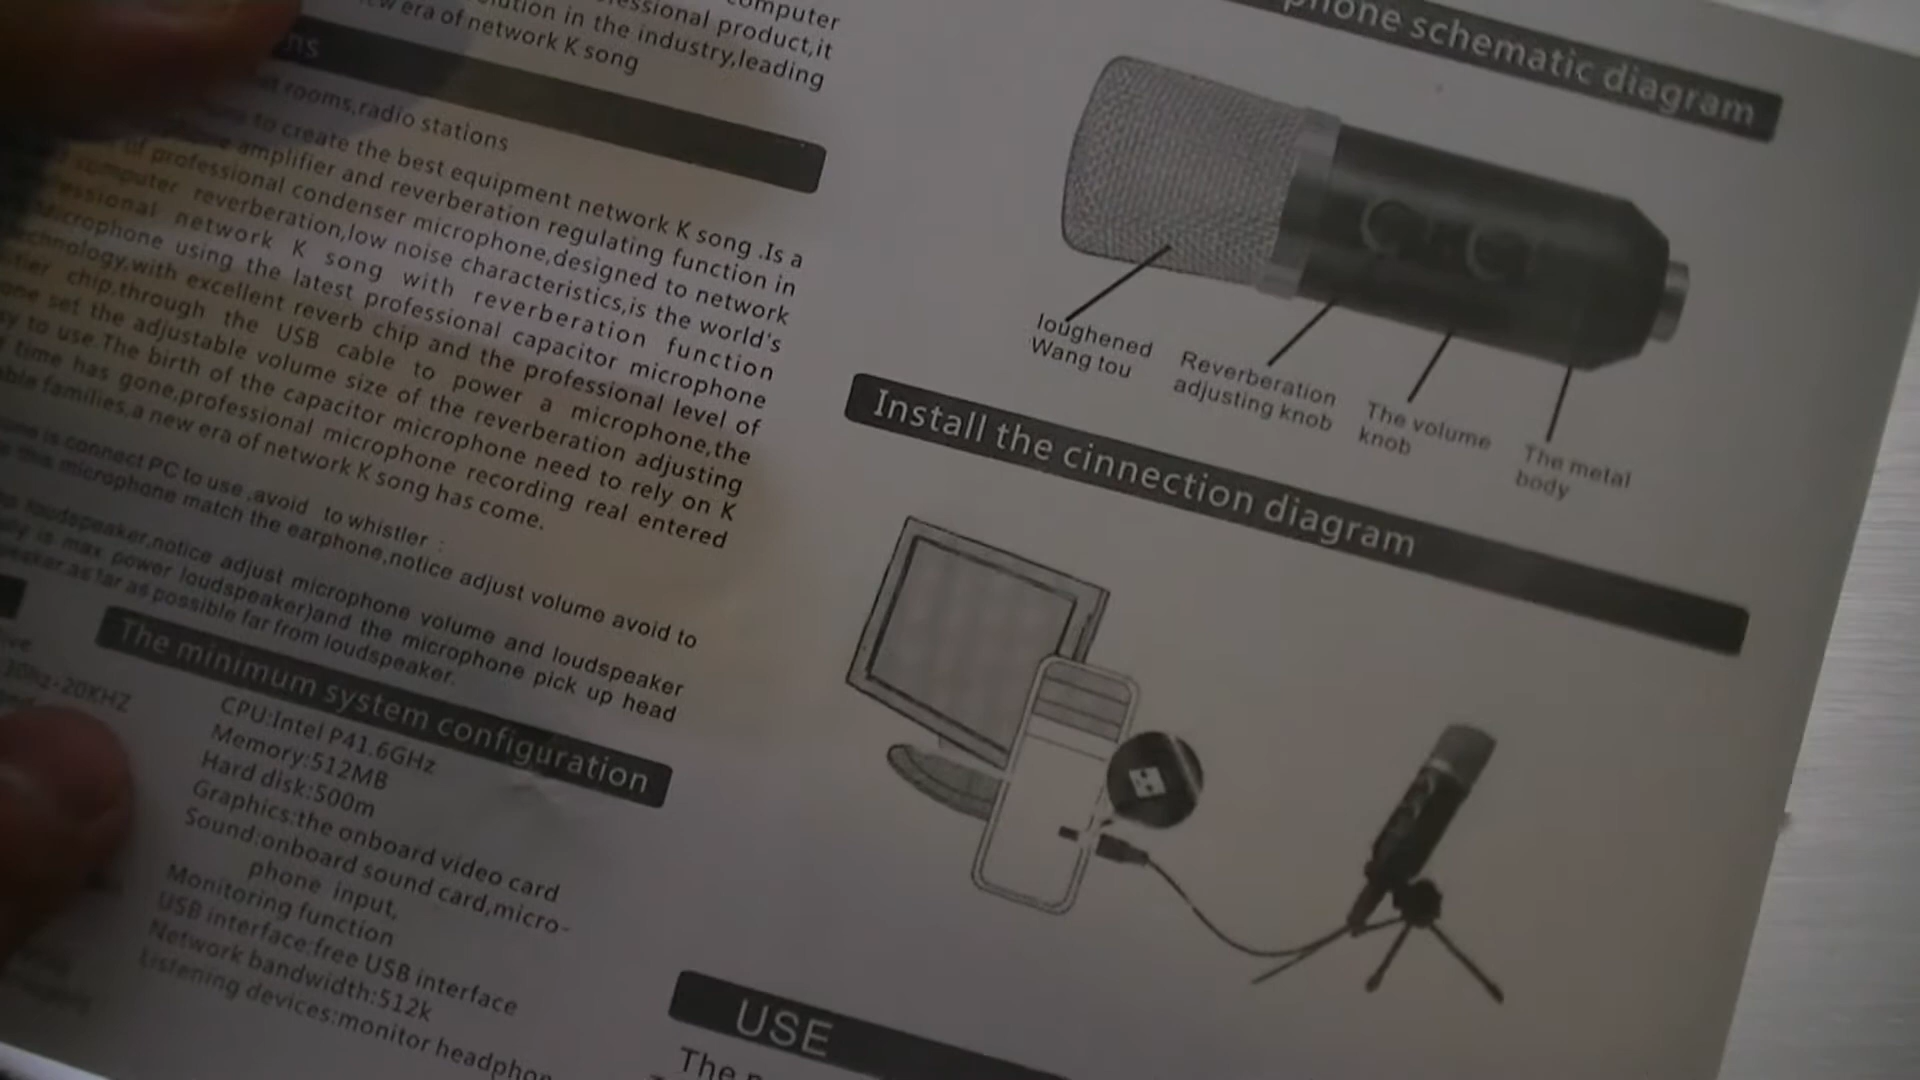 computer
fessional product,it
ution in the industry,leading
era of network K song
ns
rooms,radio stations
to create the best equipment network K song .Is a
amplifier and reverberation regulating function in
of professional condenser microphone,designed to network
computer reverberation,low noise characteristics,is the world's
network K song with reverberation function
microphone using the latest professional capacitor microphone
with excellent reverb chip and the professional level of
chip,through the USB cable to power a microphone,the
set the adjustable volume size of the reverberation adjusting
to use.The birth of the capacitor microphone need to rely on K
time has gone,professional microphone recording real entered
families,a new era of network K song has come.
is connect PC to use ,avoid to whistler :
this microphone match the earphone,notice adjust volume avoid to
loudspeaker,notice adjust microphone volume and loudspeaker
is max power loudspeaker)and the microphone pick up head
as far as possible far from loudspeaker.
-20KHZ
The minimum system configuration
CPU:Intel P41.6GHz
Memory:512MB
Hard disk:500m
Graphics:the onboard video card
Sound:onboard sound card,micro-
phone input,
Monitoring function
USB interface:free USB interface
Network bandwidth:512k
Listening devices:monitor headphon
phone schematic diagram
loughened
Wang tou
Reverberation
adjusting knob
The volume
knob
The metal
body
Install the cinnection diagram
USE
The